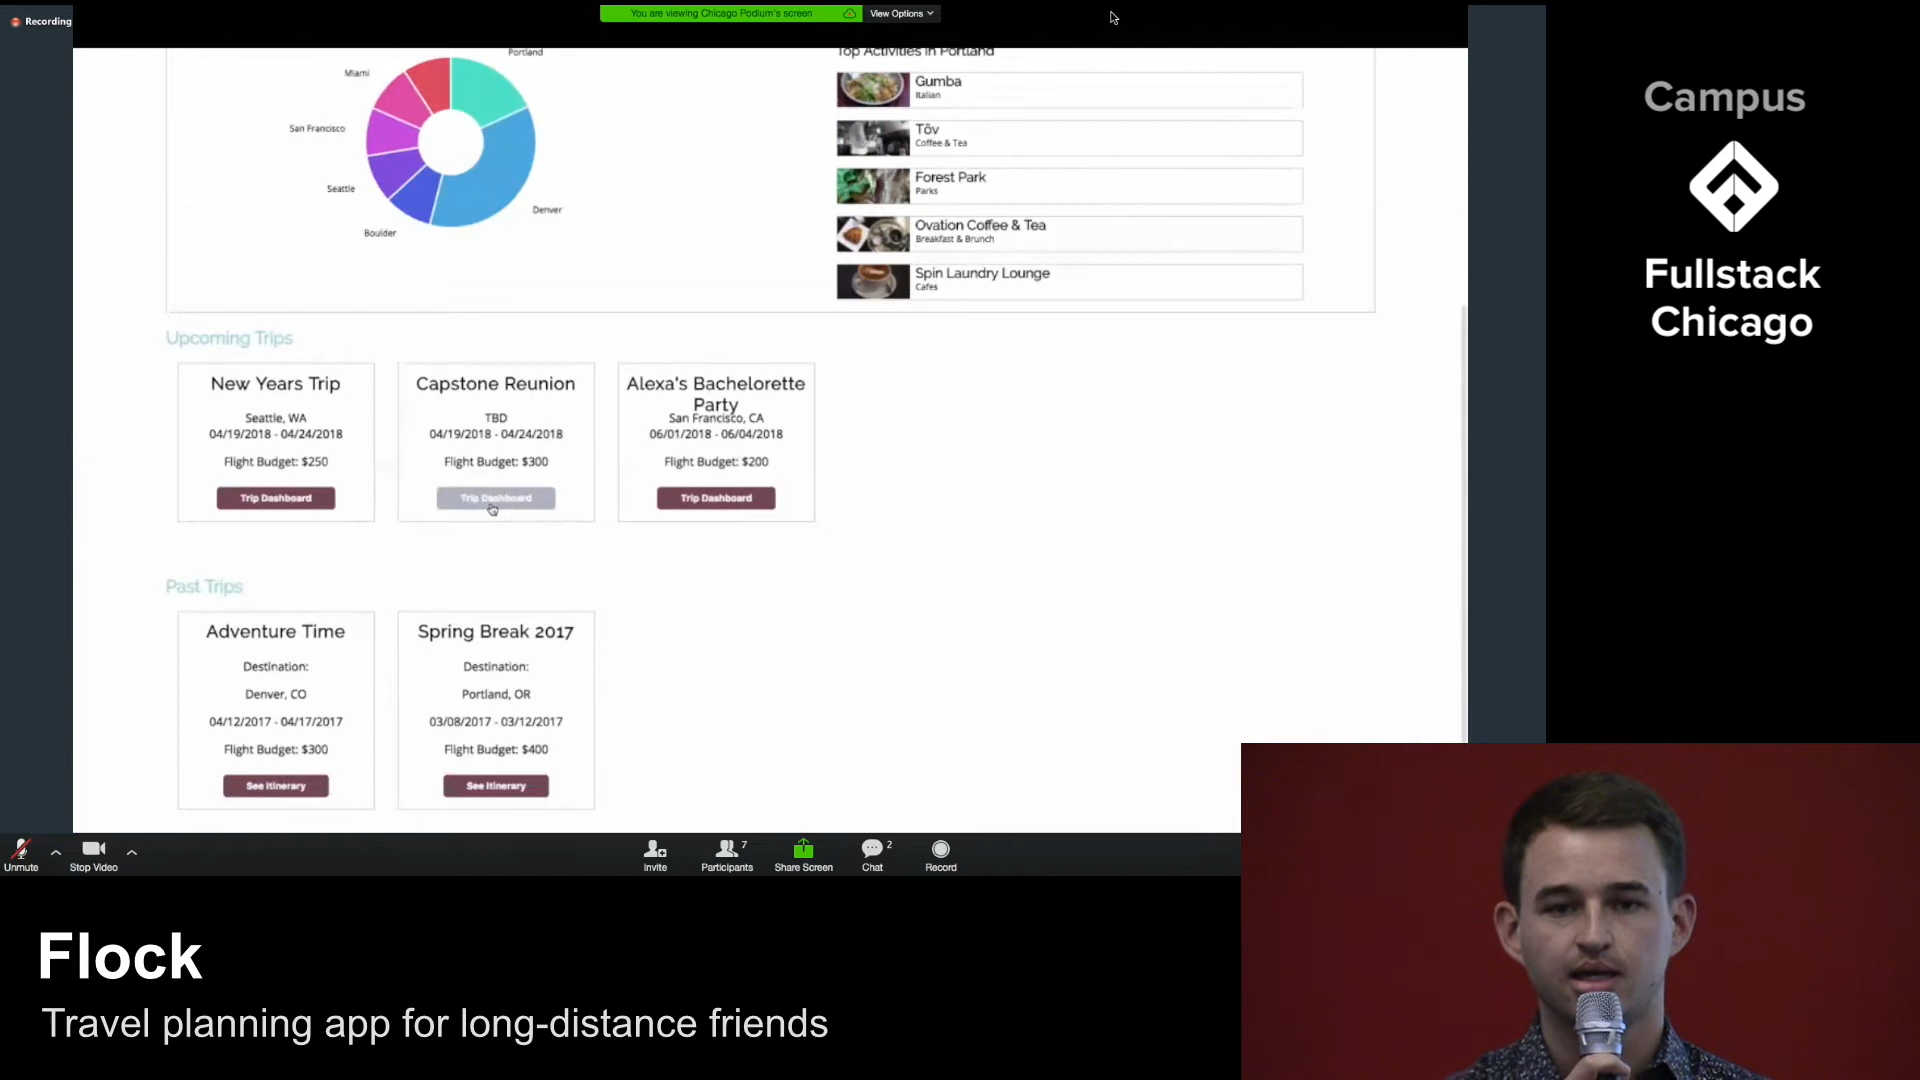 Recording
You are viewing Chicago Podium's screen
View Options
Portland
Miami
San Francisco
Seattle
Boulder
Denver
Top Activities in Portland
Gumba
Italian
Tōv
Coffee & Tea
Forest Park
Parks
Ovation Coffee & Tea
Breakfast & Brunch
Spin Laundry Lounge
Cafes
Campus
Fullstack
Chicago
Upcoming Trips
New Years Trip
Seattle, WA
04/19/2018 - 04/24/2018
Flight Budget: $250
Trip Dashboard
Capstone Reunion
TBD
04/19/2018 - 04/24/2018
Flight Budget: $300
Trip Dashboard
Alexa's Bachelorette
Party
San Francisco, CA
06/01/2018 - 06/04/2018
Flight Budget: $200
Trip Dashboard
Past Trips
Adventure Time
Destination:
Denver, CO
04/12/2017 - 04/17/2017
Flight Budget: $300
See Itinerary
Spring Break 2017
Destination:
Portland, OR
03/08/2017 - 03/12/2017
Flight Budget: $400
See Itinerary
Unmute
Stop Video
Invite
7
Participants
Share Screen
2
Chat
Record
Flock
Travel planning app for long-distance friends